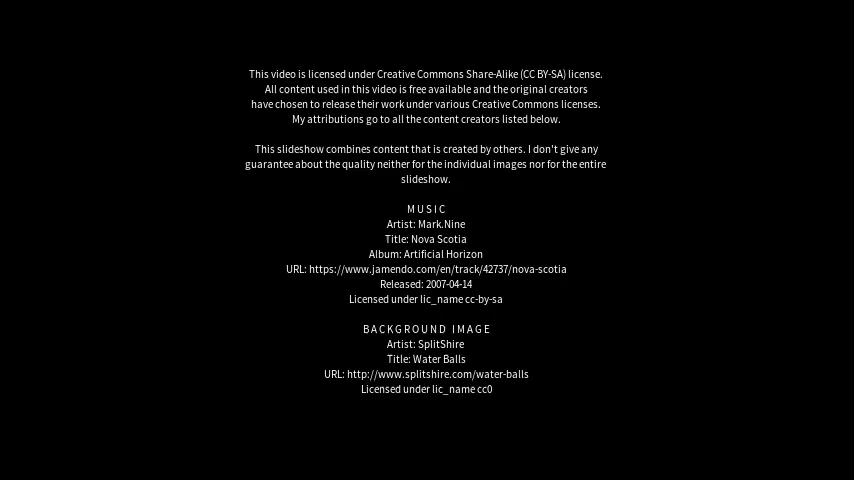 This video is licensed under Creative Commons Share-Alike (CC BY-SA) license.
All content used in this video is free available and the original creators
have chosen to release their work under various Creative Commons licenses.
My attributions go to all the content creators listed below.
This slideshow combines content that is created by others. I don't give any
guarantee about the quality neither for the individual images nor for the entire
slideshow.
MUSIC
Artist: Mark.Nine
Title: Nova Scotia
Album: Artificial Horizon
URL: https://www.jamendo.com/en/track/42737/nova-scotia
Released: 2007-04-14
Licensed under lic_name cc-by-sa
BACKGROUND IMAGE
Artist: SplitShire
Title: Water Balls
URL: http://www.splitshire.com/water-balls
Licensed under lic_name cc0